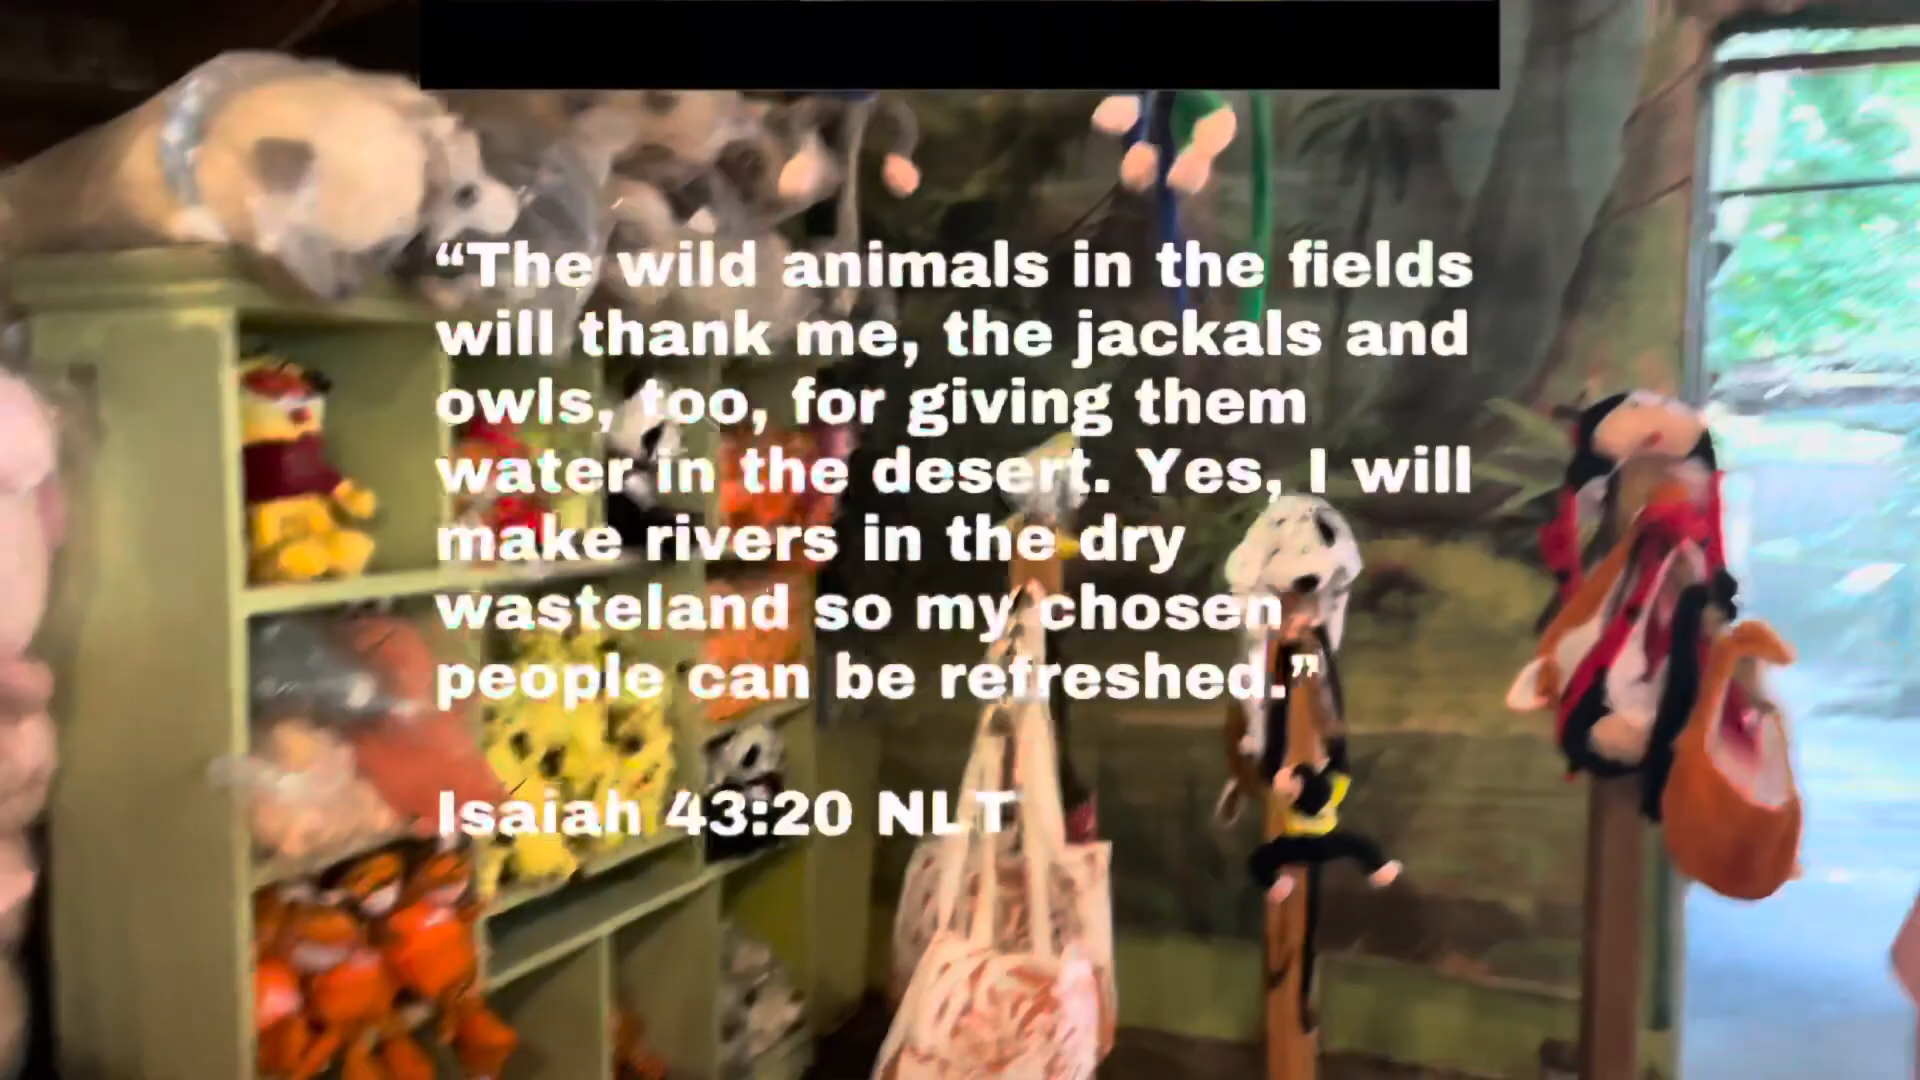 “The wild animals in the fields
will thank me, the jackals and
owls, too, for giving them
water in the desert. Yes, I will
make rivers in the dry
wasteland so my chosen
people can be refreshed.”
Isaiah 43:20 NLT